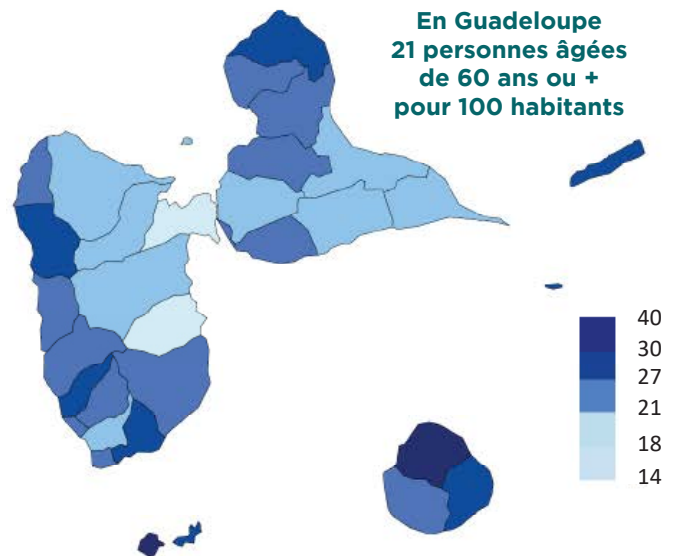 En Guadeloupe
21 personnes âgées
de 60 ans ou +
pour 100 habitants
40
30
27
21
18
14